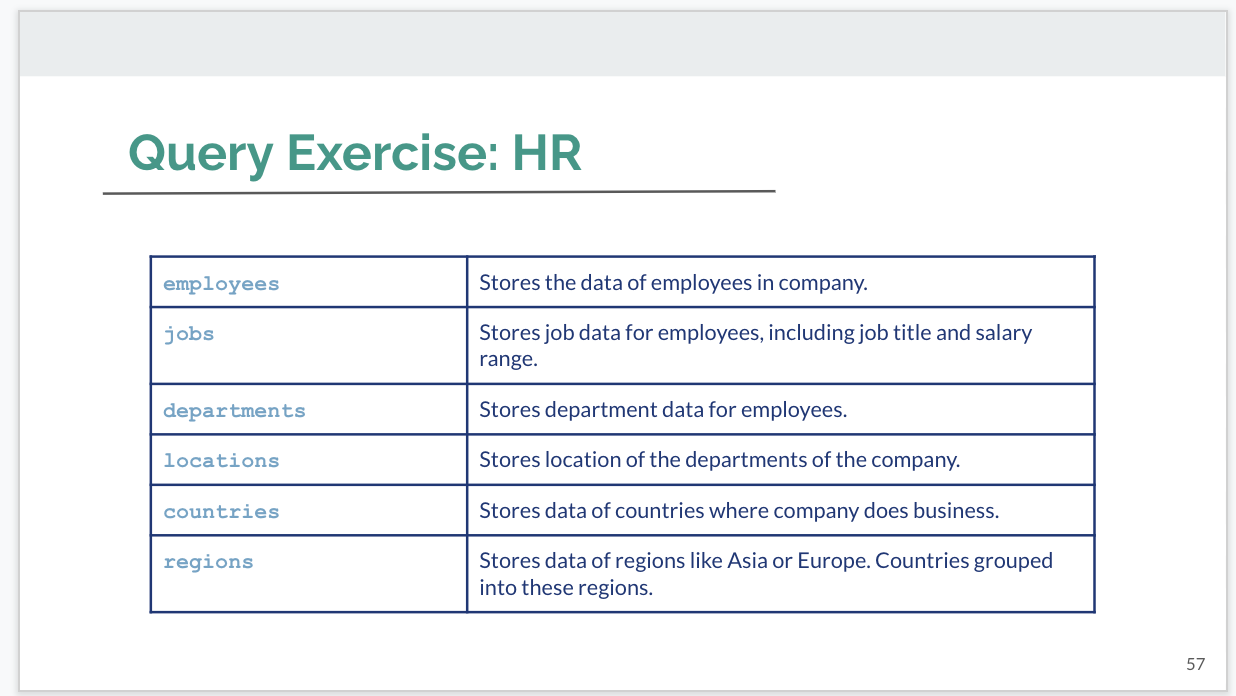 Query Exercise: HR
employees
Stores the data of employees in company.
jobs
Stores job data for employees, including job title and salary
range.
departments
Stores department data for employees.
locations
Stores location of the departments of the company.
countries
Stores data of countries where company does business.
regions
Stores data of regions like Asia or Europe. Countries grouped
into these regions.
57